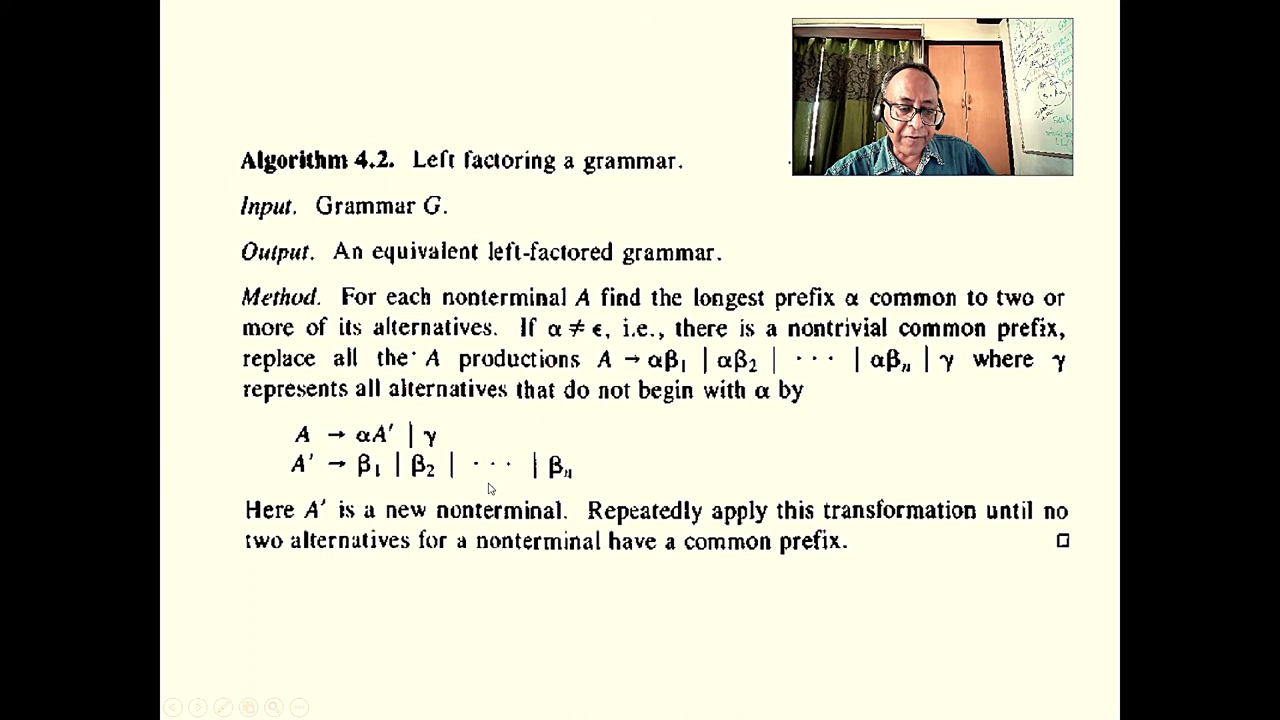 Algorithm 4.2. Left factoring a grammar.
Input. Grammar G.
Output. An equivalent left-factored grammar.
Method. For each nonterminal A find the longest prefix α common to two or
more of its alternatives. If α ≠ ϵ, i.e., there is a nontrivial common prefix,
replace all the A productions A → αβ₁ | αβ₂ | · · · | αβₙ | γ where γ
represents all alternatives that do not begin with α by
A → αA′ | γ
A′ → β₁ | β₂ | · · · | βₙ
Here A′ is a new nonterminal. Repeatedly apply this transformation until no
two alternatives for a nonterminal have a common prefix.